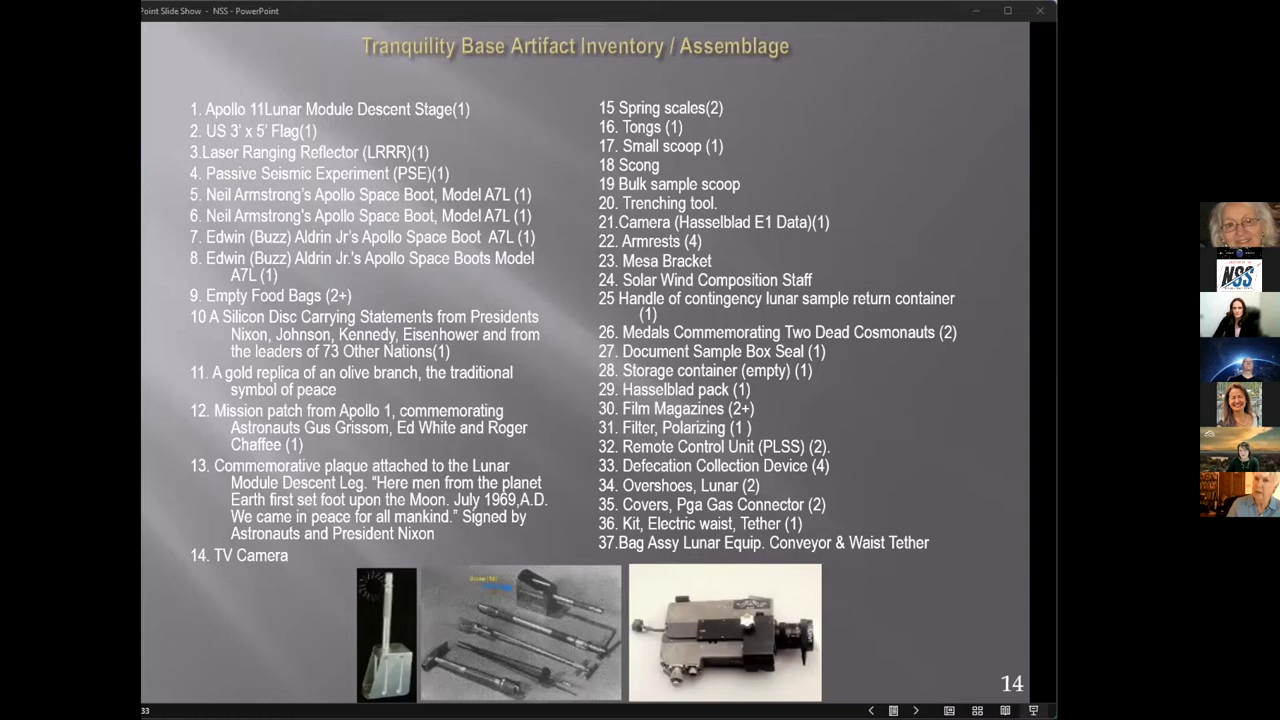 Point Slide Show - NSS - PowerPoint
Tranquility Base Artifact Inventory / Assemblage
1. Apollo 11Lunar Module Descent Stage(1)
2. US 3' x 5' Flag(1)
3.Laser Ranging Reflector (LRRR)(1)
4. Passive Seismic Experiment (PSE)(1)
5. Neil Armstrong's Apollo Space Boot, Model A7L (1)
6. Neil Armstrong's Apollo Space Boot, Model A7L (1)
7. Edwin (Buzz) Aldrin Jr's Apollo Space Boot A7L (1)
8. Edwin (Buzz) Aldrin Jr.'s Apollo Space Boots Model
A7L (1)
9. Empty Food Bags (2+)
10 A Silicon Disc Carrying Statements from Presidents
Nixon, Johnson, Kennedy, Eisenhower and from
the leaders of 73 Other Nations(1)
11. A gold replica of an olive branch, the traditional
symbol of peace
12. Mission patch from Apollo 1, commemorating
Astronauts Gus Grissom, Ed White and Roger
Chaffee (1)
13. Commemorative plaque attached to the Lunar
Module Descent Leg. "Here men from the planet
Earth first set foot upon the Moon. July 1969,A.D.
We came in peace for all mankind." Signed by
Astronauts and President Nixon
14. TV Camera
15 Spring scales(2)
16. Tongs (1)
17. Small scoop (1)
18 Scong
19 Bulk sample scoop
20. Trenching tool.
21.Camera (Hasselblad E1 Data)(1)
22. Armrests (4)
23. Mesa Bracket
24. Solar Wind Composition Staff
25 Handle of contingency lunar sample return container
(1)
26. Medals Commemorating Two Dead Cosmonauts (2)
27. Document Sample Box Seal (1)
28. Storage container (empty) (1)
29. Hasselblad pack (1)
30. Film Magazines (2+)
31. Filter, Polarizing (1 )
32. Remote Control Unit (PLSS) (2).
33. Defecation Collection Device (4)
34. Overshoes, Lunar (2)
35. Covers, Pga Gas Connector (2)
36. Kit, Electric waist, Tether (1)
37.Bag Assy Lunar Equip. Conveyor & Waist Tether
NSS
14
33